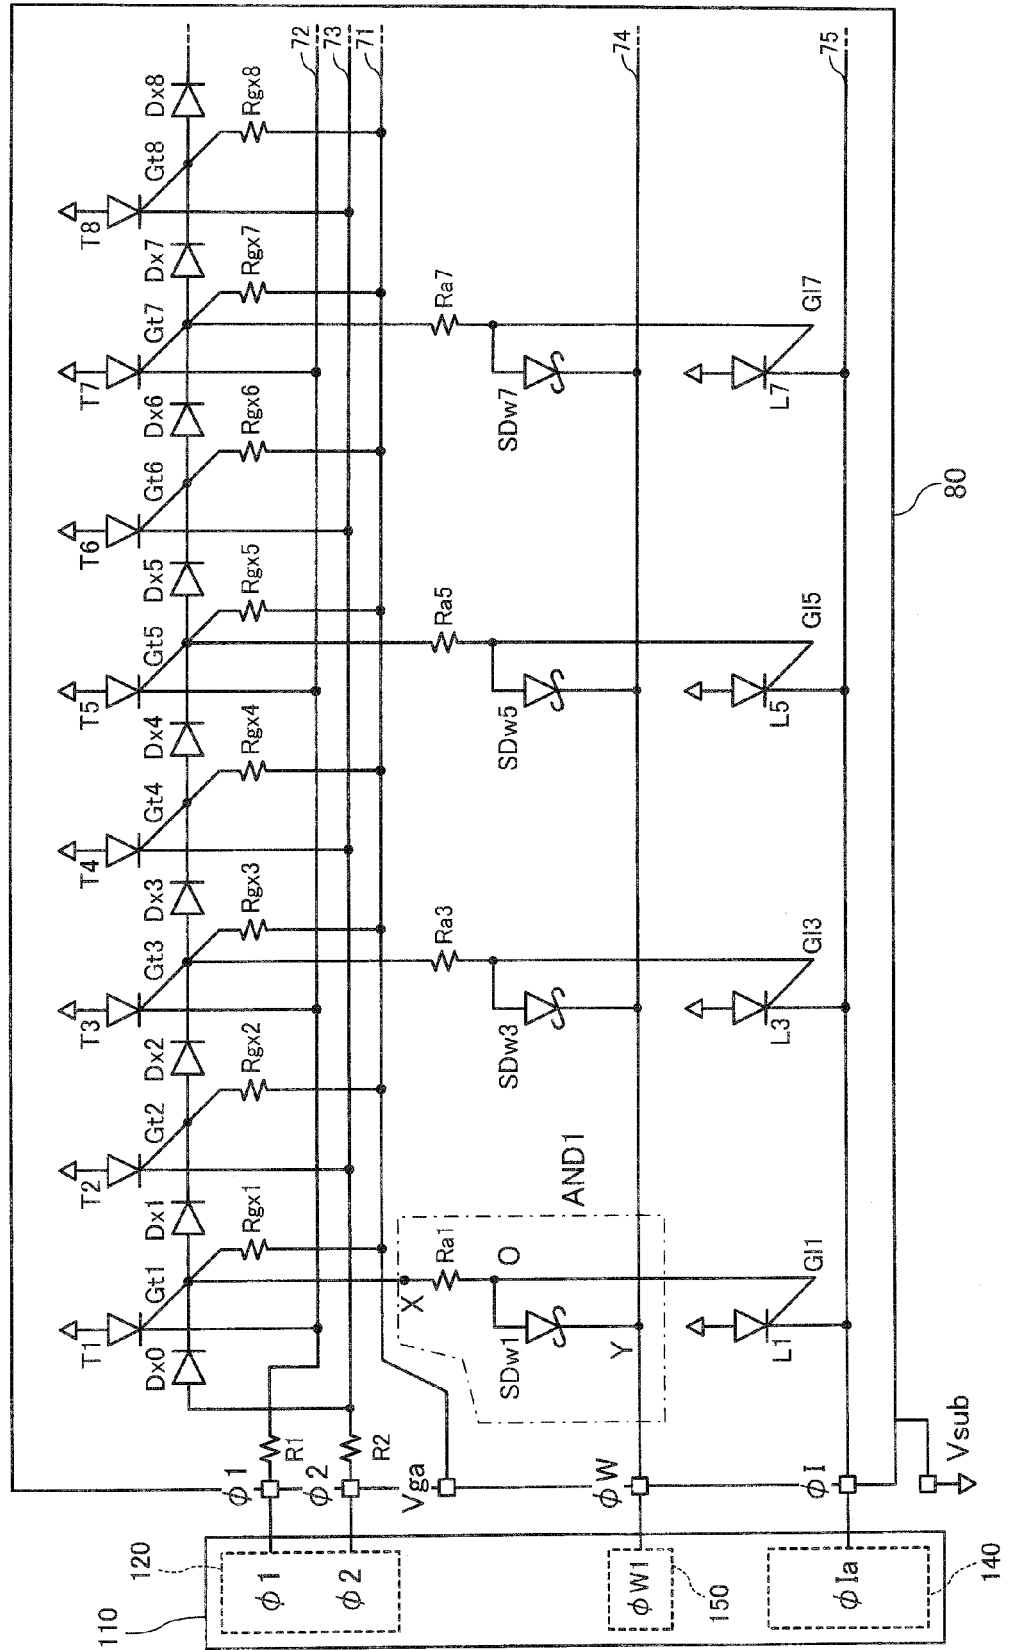 110
120
φ1
φ2
φW1
150
φIa
140
φ1
φ2
Vga
φW
φI
Vsub
R1
R2
80
72
73
71
74
75
T1
T2
T3
T4
T5
T6
T7
T8
Dx0
Gt1
Dx1
Gt2
Dx2
Gt3
Dx3
Gt4
Dx4
Gt5
Dx5
Gt6
Dx6
Gt7
Dx7
Gt8
Dx8
Rgx1
Rgx2
Rgx3
Rgx4
Rgx5
Rgx6
Rgx7
Rgx8
X
Ra1
O
Y
AND1
Ra3
Ra5
Ra7
SDw1
SDw3
SDw5
SDw7
L1
Gl1
L3
Gl3
L5
Gl5
L7
Gl7